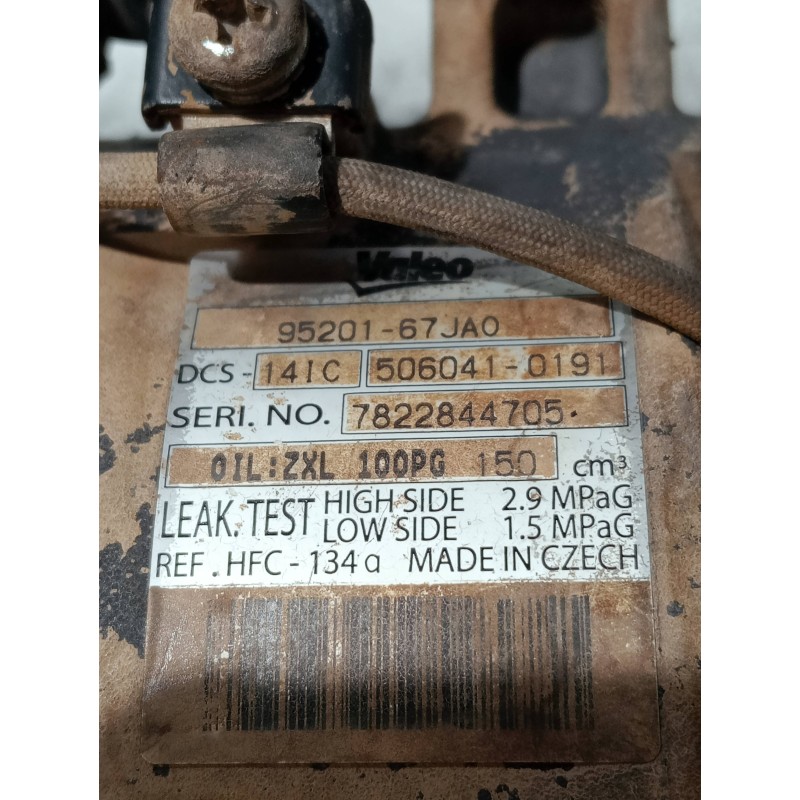 Valeo
95201-67JA0
DCS - 14IC 506041-0191
SERI. NO. 7822844705.
OIL:ZXL 100PG 150 cm³
LEAK.TEST HIGH SIDE 2.9 MPaG
LOW SIDE 1.5 MPaG
REF. HFC - 134a MADE IN CZECH